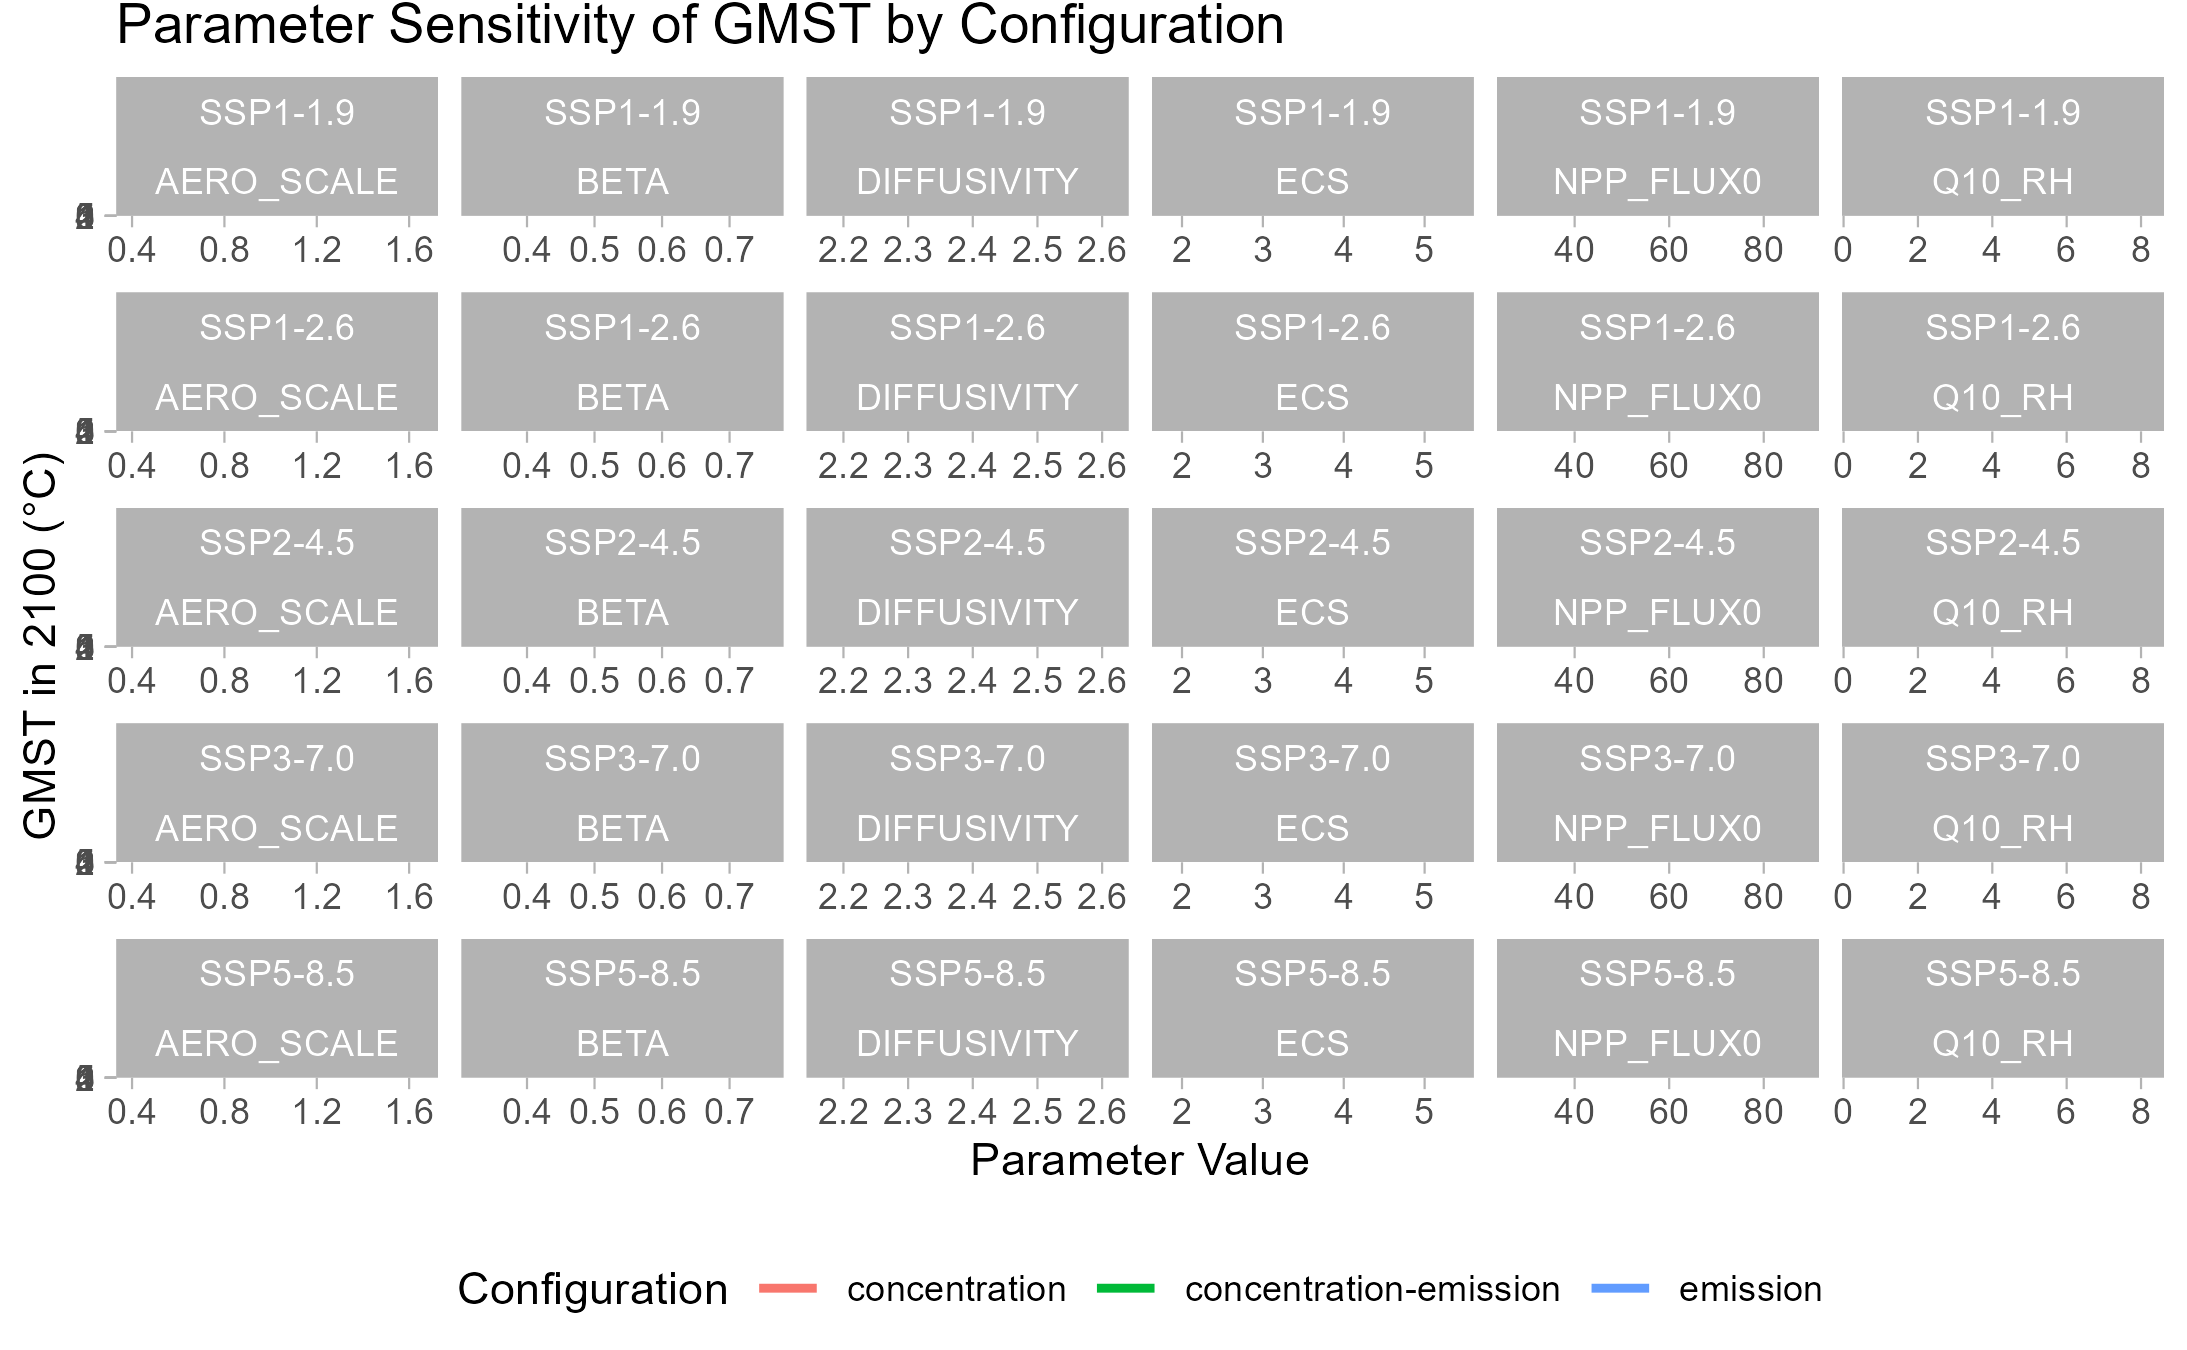 Parameter Sensitivity of GMST by Configuration
SSP1-1.9 SSP1-1.9 SSP1-1.9 SSP1-1.9 SSP1-1.9 SSP1-1.9
AERO_SCALE BETA DIFFUSIVITY ECS NPP_FLUX0 Q10_RH
0.4 0.8 1.2 1.6 0.4 0.5 0.6 0.7 2.2 2.3 2.4 2.5 2.6 2 3 4 5 40 60 80 0 2 4 6 8
SSP1-2.6 SSP1-2.6 SSP1-2.6 SSP1-2.6 SSP1-2.6 SSP1-2.6
AERO_SCALE BETA DIFFUSIVITY ECS NPP_FLUX0 Q10_RH
0.4 0.8 1.2 1.6 0.4 0.5 0.6 0.7 2.2 2.3 2.4 2.5 2.6 2 3 4 5 40 60 80 0 2 4 6 8
SSP2-4.5 SSP2-4.5 SSP2-4.5 SSP2-4.5 SSP2-4.5 SSP2-4.5
AERO_SCALE BETA DIFFUSIVITY ECS NPP_FLUX0 Q10_RH
0.4 0.8 1.2 1.6 0.4 0.5 0.6 0.7 2.2 2.3 2.4 2.5 2.6 2 3 4 5 40 60 80 0 2 4 6 8
SSP3-7.0 SSP3-7.0 SSP3-7.0 SSP3-7.0 SSP3-7.0 SSP3-7.0
AERO_SCALE BETA DIFFUSIVITY ECS NPP_FLUX0 Q10_RH
0.4 0.8 1.2 1.6 0.4 0.5 0.6 0.7 2.2 2.3 2.4 2.5 2.6 2 3 4 5 40 60 80 0 2 4 6 8
SSP5-8.5 SSP5-8.5 SSP5-8.5 SSP5-8.5 SSP5-8.5 SSP5-8.5
AERO_SCALE BETA DIFFUSIVITY ECS NPP_FLUX0 Q10_RH
0.4 0.8 1.2 1.6 0.4 0.5 0.6 0.7 2.2 2.3 2.4 2.5 2.6 2 3 4 5 40 60 80 0 2 4 6 8
GMST in 2100 (°C)
Parameter Value
Configuration concentration concentration-emission emission